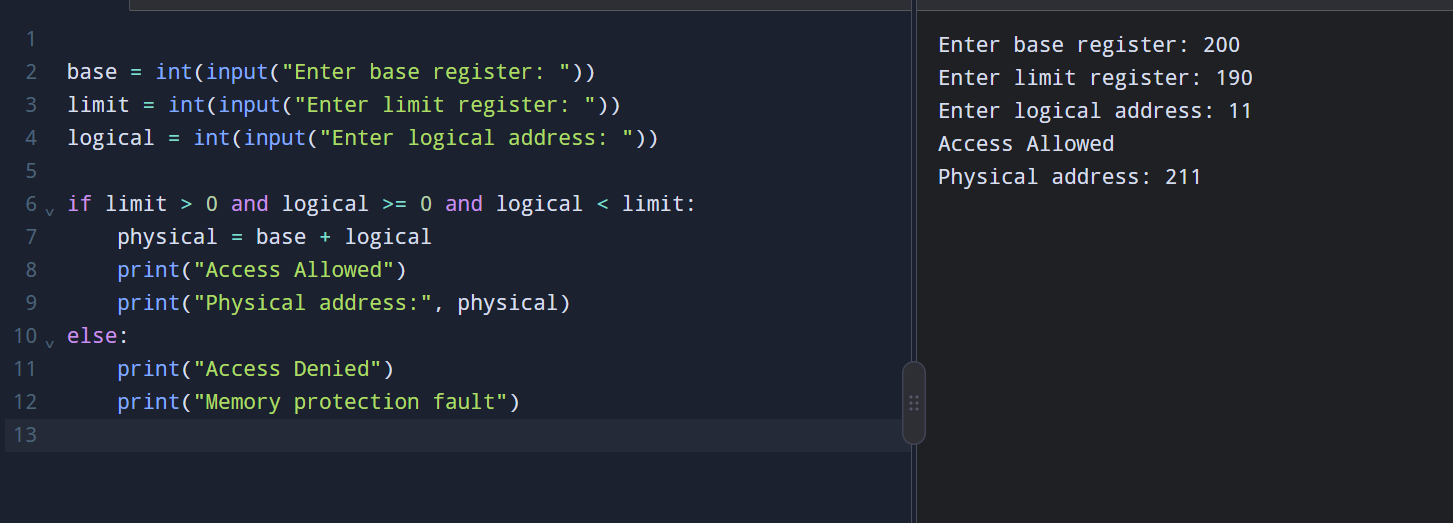 1
2 base = int(input("Enter base register: "))
3 limit = int(input("Enter limit register: "))
4 logical = int(input("Enter logical address: "))
5
6 if limit > 0 and logical >= 0 and logical < limit:
7     physical = base + logical
8     print("Access Allowed")
9     print("Physical address:", physical)
10 else:
11     print("Access Denied")
12     print("Memory protection fault")
13
Enter base register: 200
Enter limit register: 190
Enter logical address: 11
Access Allowed
Physical address: 211